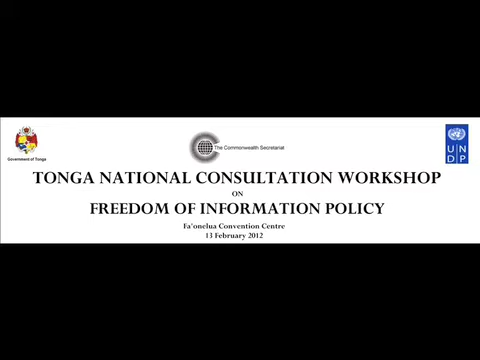 Government of Tonga
The Commonwealth Secretariat
U N
D P
TONGA NATIONAL CONSULTATION WORKSHOP
ON
FREEDOM OF INFORMATION POLICY
Fa'onelua Convention Centre
13 February 2012